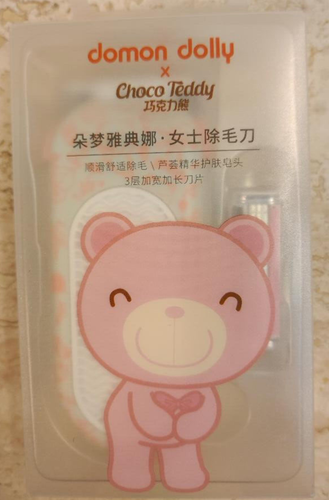 domon dolly
x
Choco Teddy
巧克力熊
朵梦雅典娜·女士除毛刀
顺滑舒适除毛\芦荟精华护肤皂头
3层加宽加长刀片